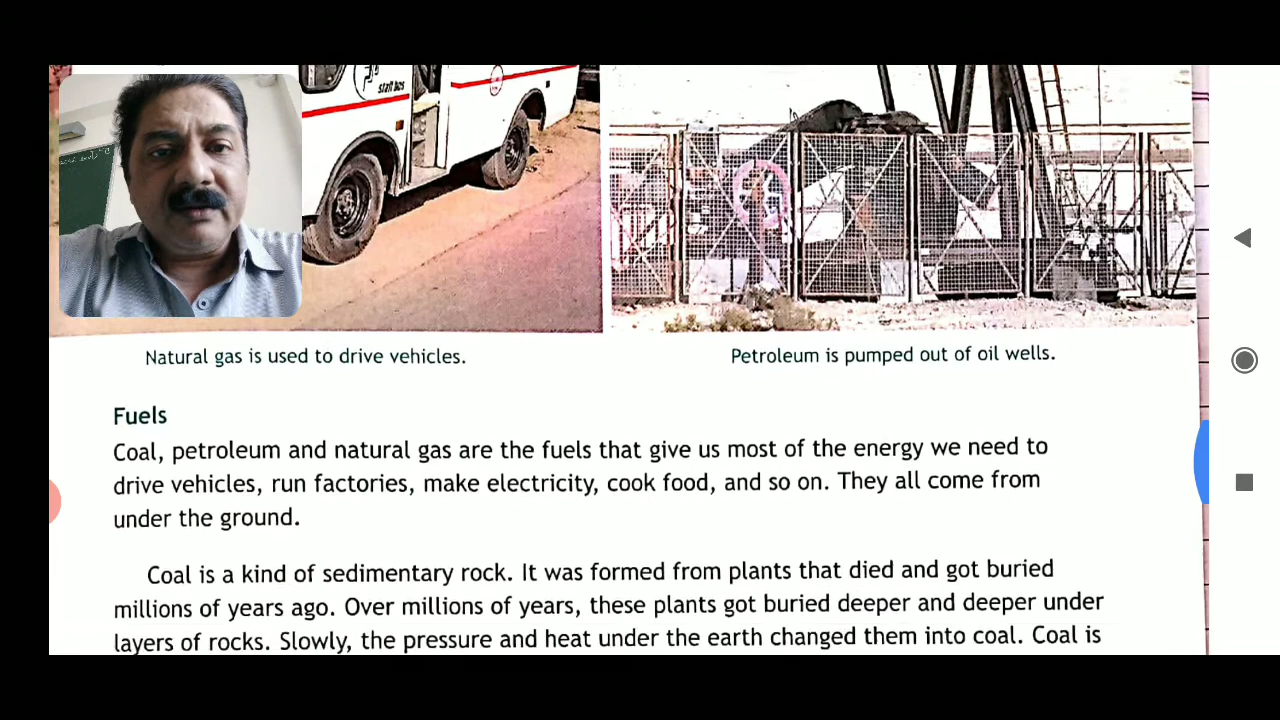 staff bus
Natural gas is used to drive vehicles.
Petroleum is pumped out of oil wells.
Fuels
Coal, petroleum and natural gas are the fuels that give us most of the energy we need to
drive vehicles, run factories, make electricity, cook food, and so on. They all come from
under the ground.
Coal is a kind of sedimentary rock. It was formed from plants that died and got buried
millions of years ago. Over millions of years, these plants got buried deeper and deeper under
layers of rocks. Slowly, the pressure and heat under the earth changed them into coal. Coal is